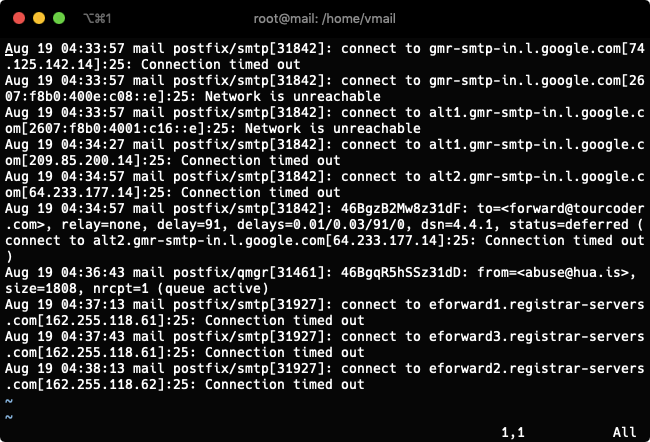 ⌥⌘1
root@mail: /home/vmail
Aug 19 04:33:57 mail postfix/smtp[31842]: connect to gmr-smtp-in.l.google.com[74
.125.142.14]:25: Connection timed out
Aug 19 04:33:57 mail postfix/smtp[31842]: connect to gmr-smtp-in.l.google.com[26
07:f8b0:400e:c08::e]:25: Network is unreachable
Aug 19 04:33:57 mail postfix/smtp[31842]: connect to alt1.gmr-smtp-in.l.google.c
om[2607:f8b0:4001:c16::e]:25: Network is unreachable
Aug 19 04:34:27 mail postfix/smtp[31842]: connect to alt1.gmr-smtp-in.l.google.c
om[209.85.200.14]:25: Connection timed out
Aug 19 04:34:57 mail postfix/smtp[31842]: connect to alt2.gmr-smtp-in.l.google.c
om[64.233.177.14]:25: Connection timed out
Aug 19 04:34:57 mail postfix/smtp[31842]: 46BgzB2Mw8z31dF: to=<forward@tourcoder
.com>, relay=none, delay=91, delays=0.01/0.03/91/0, dsn=4.4.1, status=deferred (
connect to alt2.gmr-smtp-in.l.google.com[64.233.177.14]:25: Connection timed out
)
Aug 19 04:36:43 mail postfix/qmgr[31461]: 46BgqR5hSSz31dD: from=<abuse@hua.is>,
size=1808, nrcpt=1 (queue active)
Aug 19 04:37:13 mail postfix/smtp[31927]: connect to eforward1.registrar-servers
.com[162.255.118.61]:25: Connection timed out
Aug 19 04:37:43 mail postfix/smtp[31927]: connect to eforward3.registrar-servers
.com[162.255.118.61]:25: Connection timed out
Aug 19 04:38:13 mail postfix/smtp[31927]: connect to eforward2.registrar-servers
.com[162.255.118.62]:25: Connection timed out
~
~
1,1 All